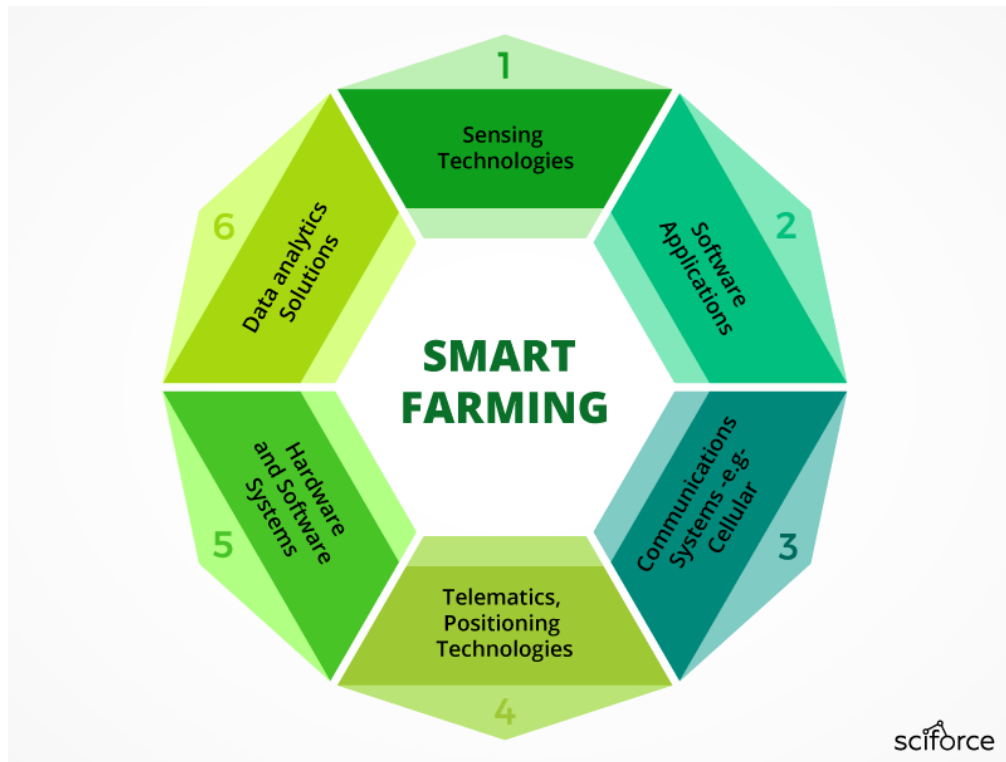 1
Sensing
Technologies
2
Software
Applications
3
Communications
Systems -e.g-
Cellular
4
Telematics,
Positioning
Technologies
5
Hardware
and Software
Systems
6
Data analytics
Solutions
SMART
FARMING
sciforce